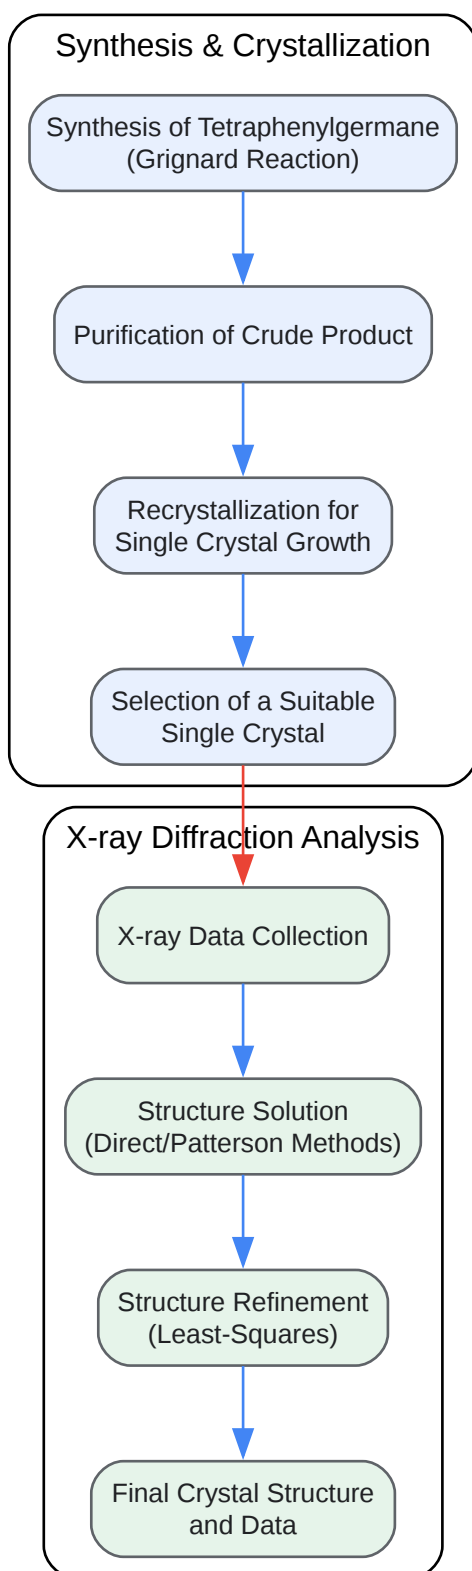 Synthesis & Crystallization
Synthesis of Tetraphenylgermane
(Grignard Reaction)
Purification of Crude Product
Recrystallization for
Single Crystal Growth
Selection of a Suitable
Single Crystal
X-ray Diffraction Analysis
X-ray Data Collection
Structure Solution
(Direct/Patterson Methods)
Structure Refinement
(Least-Squares)
Final Crystal Structure
and Data